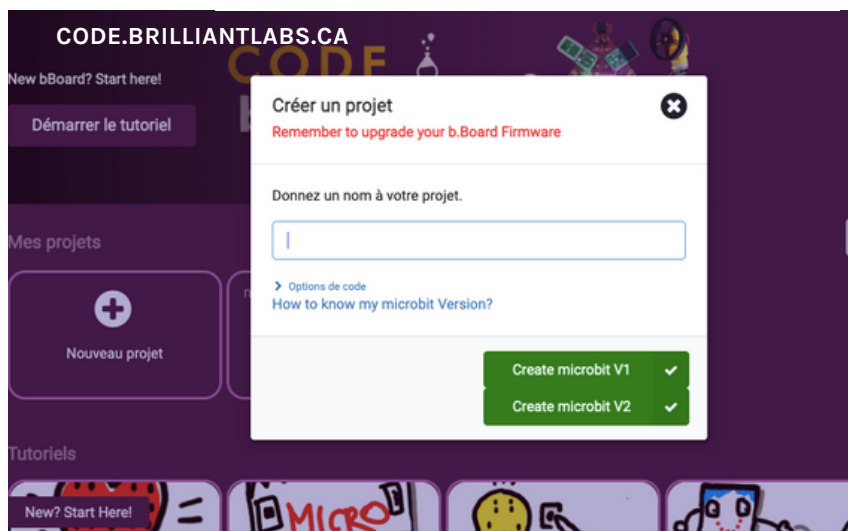 CODE.BRILLIANTLABS.CA
New bBoard? Start here!
CODE
Démarrer le tutoriel
Créer un projet
Remember to upgrade your b.Board Firmware
Donnez un nom à votre projet.
Options de code
How to know my microbit Version?
Create microbit V1
Create microbit V2
Mes projets
Nouveau projet
Tutoriels
New? Start Here!
=
MICRO